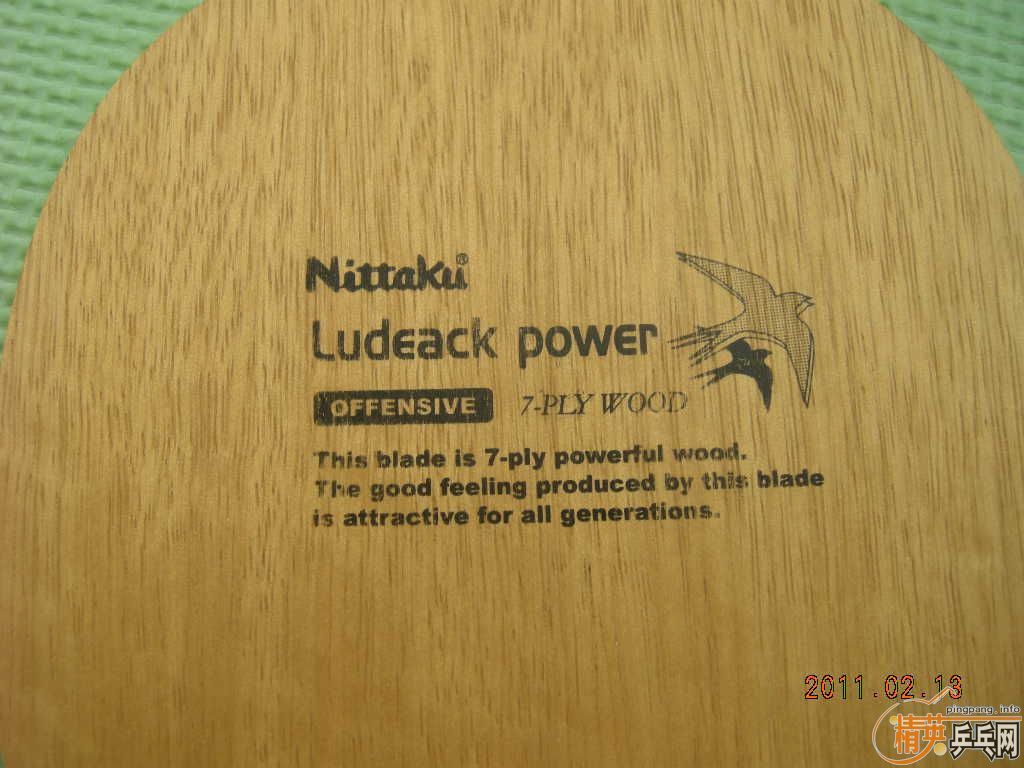 Nittaku®
Ludeack power
OFFENSIVE 7-PLY WOOD
This blade is 7-ply powerful wood.
The good feeling produced by this blade
is attractive for all generations.
2011.02.13
pingpang.info
精英乒乓网